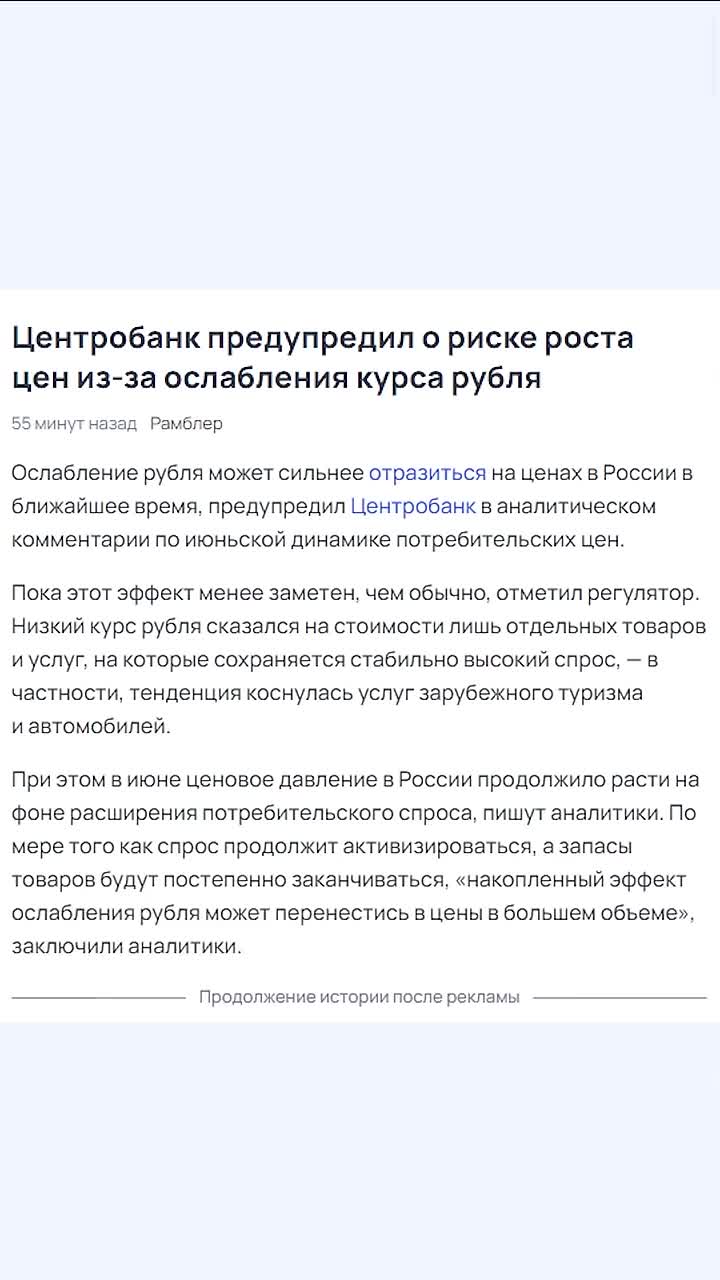 Центробанк предупредил о риске роста
цен из-за ослабления курса рубля
55 минут назад Рамблер
Ослабление рубля может сильнее отразиться на ценах в России в
ближайшее время, предупредил Центробанк в аналитическом
комментарии по июньской динамике потребительских цен.
Пока этот эффект менее заметен, чем обычно, отметил регулятор.
Низкий курс рубля сказался на стоимости лишь отдельных товаров
и услуг, на которые сохраняется стабильно высокий спрос, — в
частности, тенденция коснулась услуг зарубежного туризма
и автомобилей.
При этом в июне ценовое давление в России продолжило расти на
фоне расширения потребительского спроса, пишут аналитики. По
мере того как спрос продолжит активизироваться, а запасы
товаров будут постепенно заканчиваться, «накопленный эффект
ослабления рубля может перенестись в цены в большем объеме»,
заключили аналитики.
Продолжение истории после рекламы